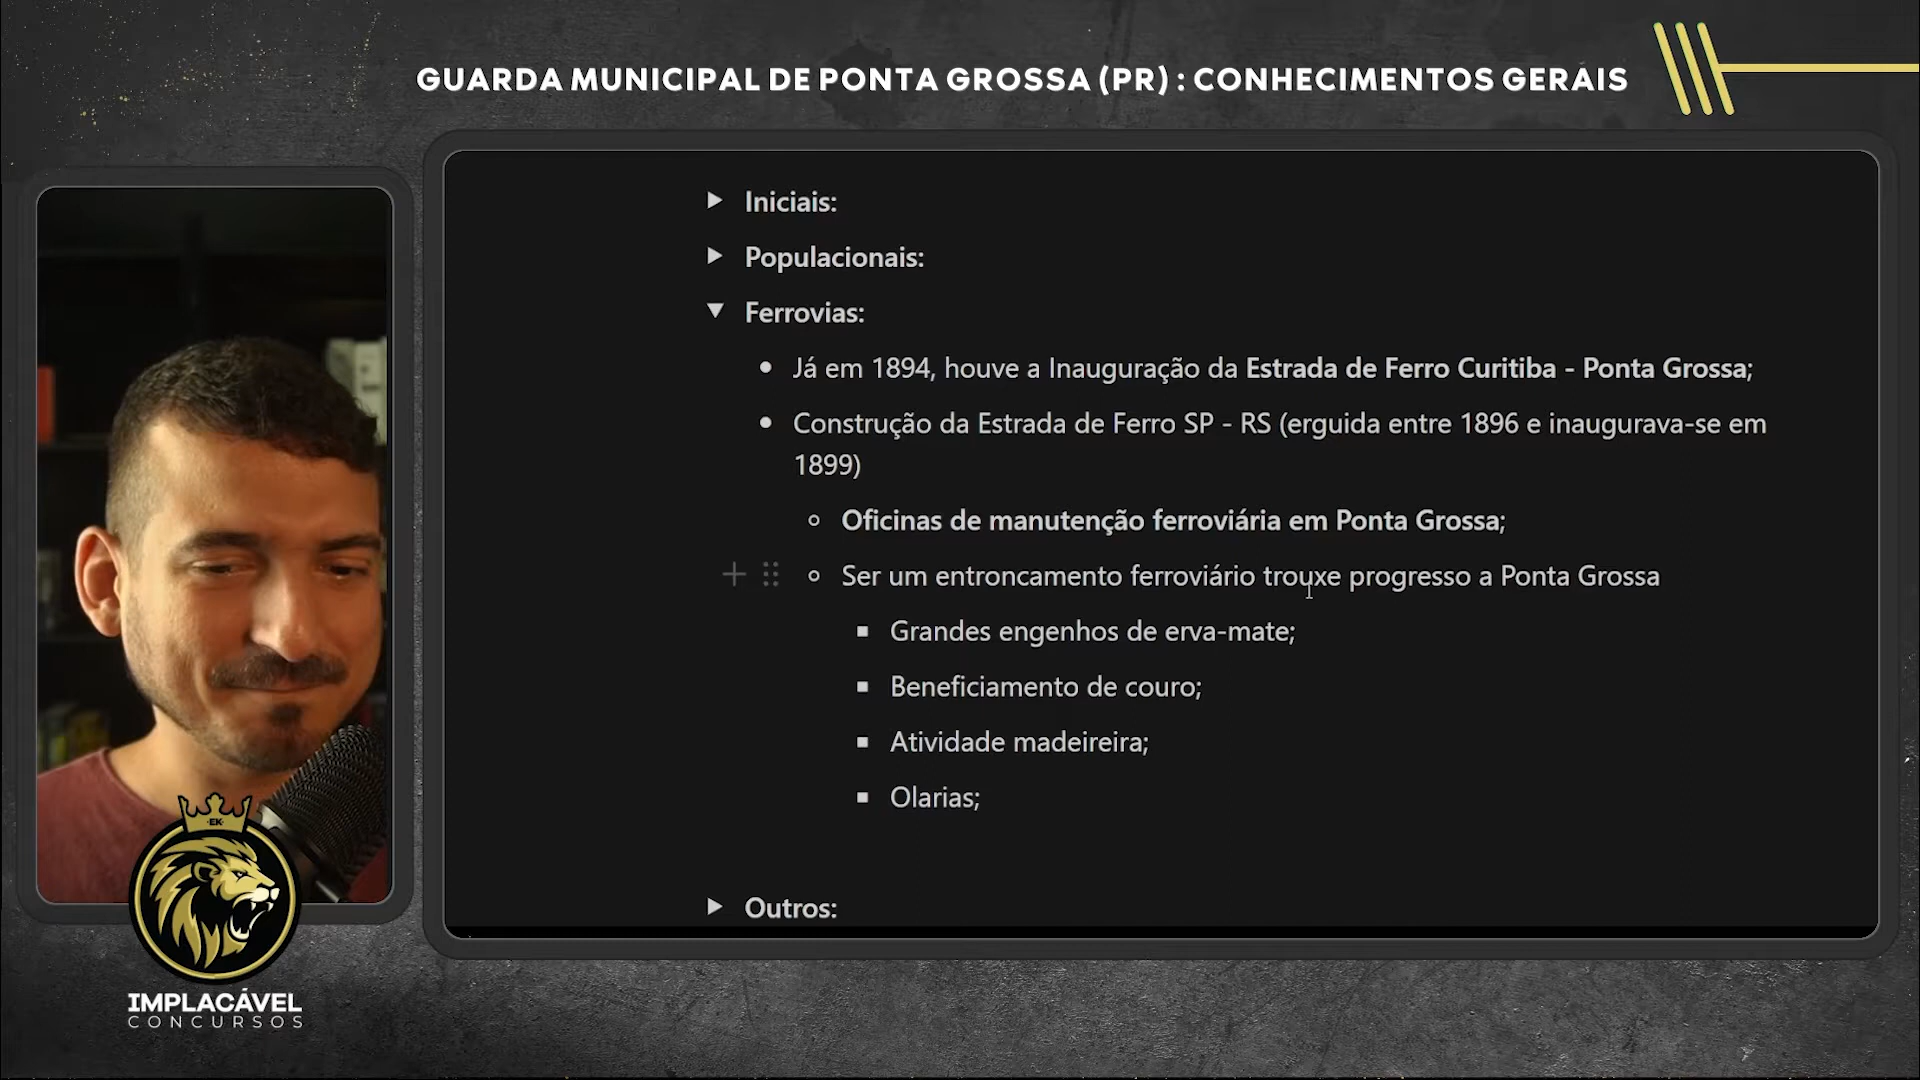 GUARDA MUNICIPAL DE PONTA GROSSA (PR) : CONHECIMENTOS GERAIS
Iniciais:
Populacionais:
Ferrovias:
Já em 1894, houve a Inauguração da Estrada de Ferro Curitiba - Ponta Grossa;
Construção da Estrada de Ferro SP - RS (erguida entre 1896 e inaugurava-se em
1899)
Oficinas de manutenção ferroviária em Ponta Grossa;
Ser um entroncamento ferroviário trouxe progresso a Ponta Grossa
Grandes engenhos de erva-mate;
Beneficiamento de couro;
Atividade madeireira;
Olarias;
Outros:
EK
IMPLACÁVEL
CONCURSOS